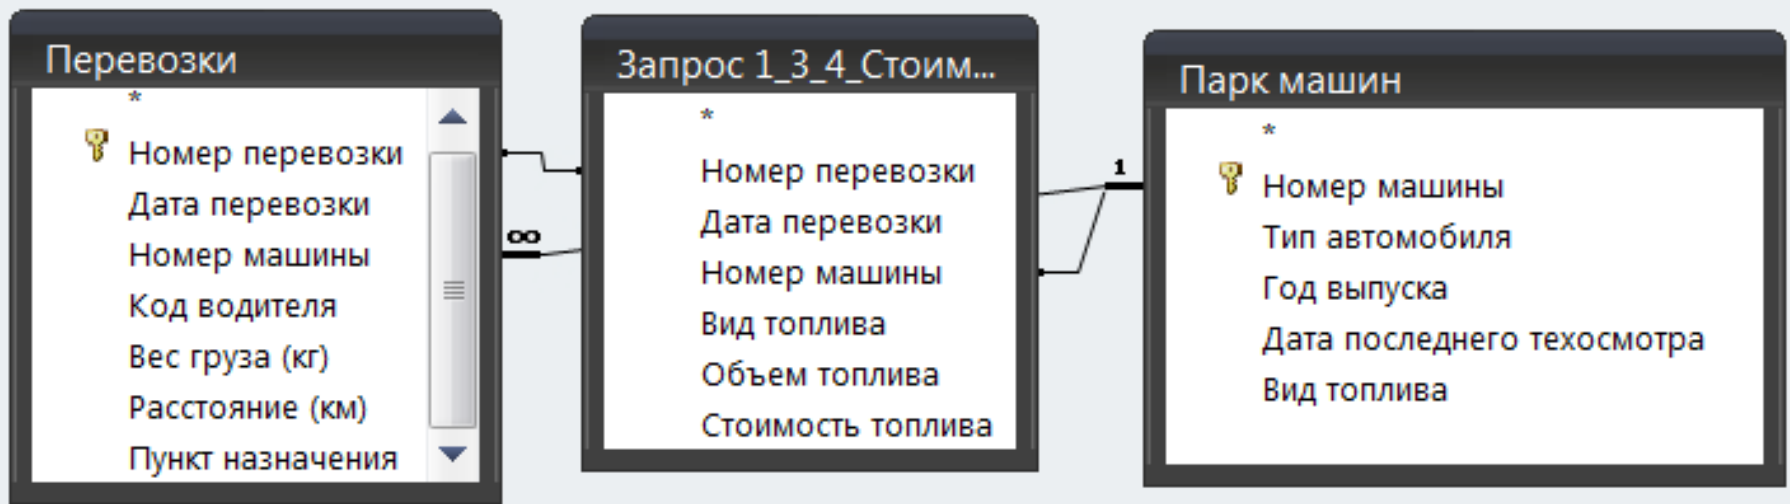 Перевозки
*
Номер перевозки
Дата перевозки
Номер машины
Код водителя
Вес груза (кг)
Расстояние (км)
Пункт назначения
∞
Запрос 1_3_4_Стоим...
*
Номер перевозки
Дата перевозки
Номер машины
Вид топлива
Объем топлива
Стоимость топлива
1
Парк машин
*
Номер машины
Тип автомобиля
Год выпуска
Дата последнего техосмотра
Вид топлива